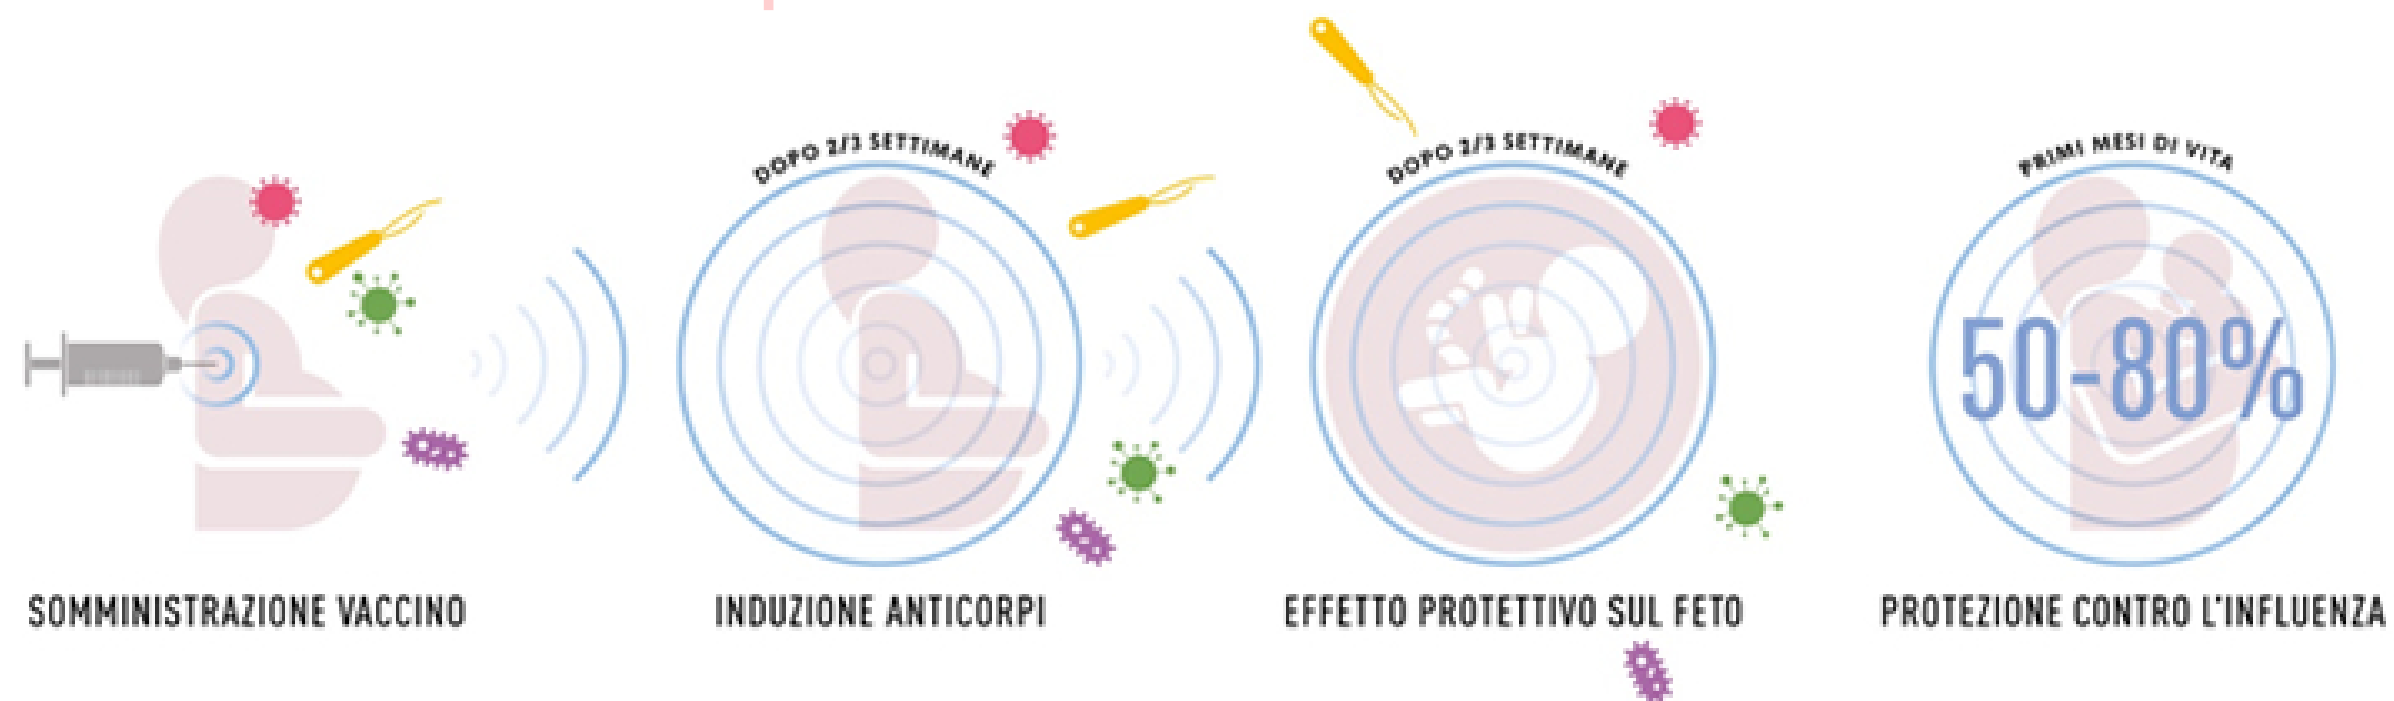 SOMMINISTRAZIONE VACCINO
DOPO 2/3 SETTIMANE
INDUZIONE ANTICORPI
DOPO 2/3 SETTIMANE
EFFETTO PROTETTIVO SUL FETO
PRIMI MESI DI VITA
50-80%
PROTEZIONE CONTRO L'INFLUENZA